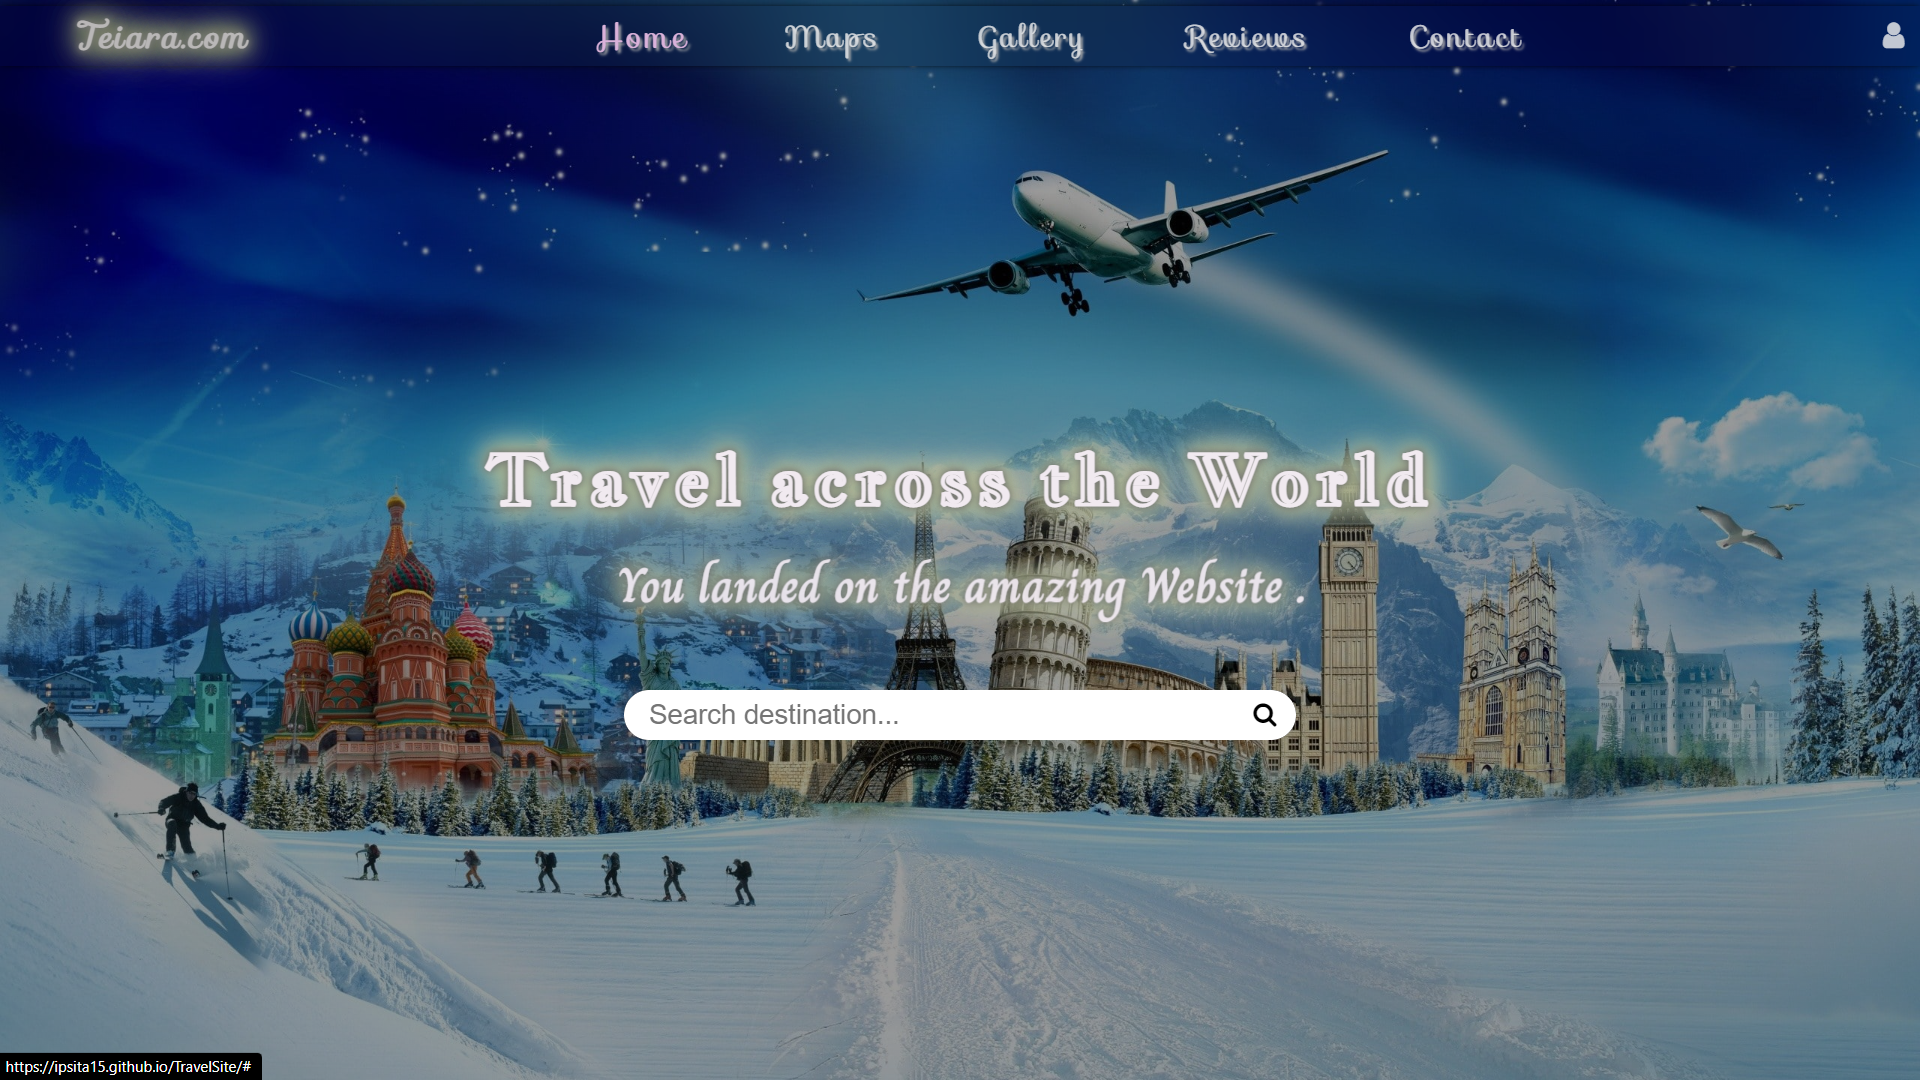 Teiara.com
Home Maps Gallery Reviews Contact
Travel across the World
You landed on the amazing Website .
Search destination...
https://ipsita15.github.io/TravelSite/#